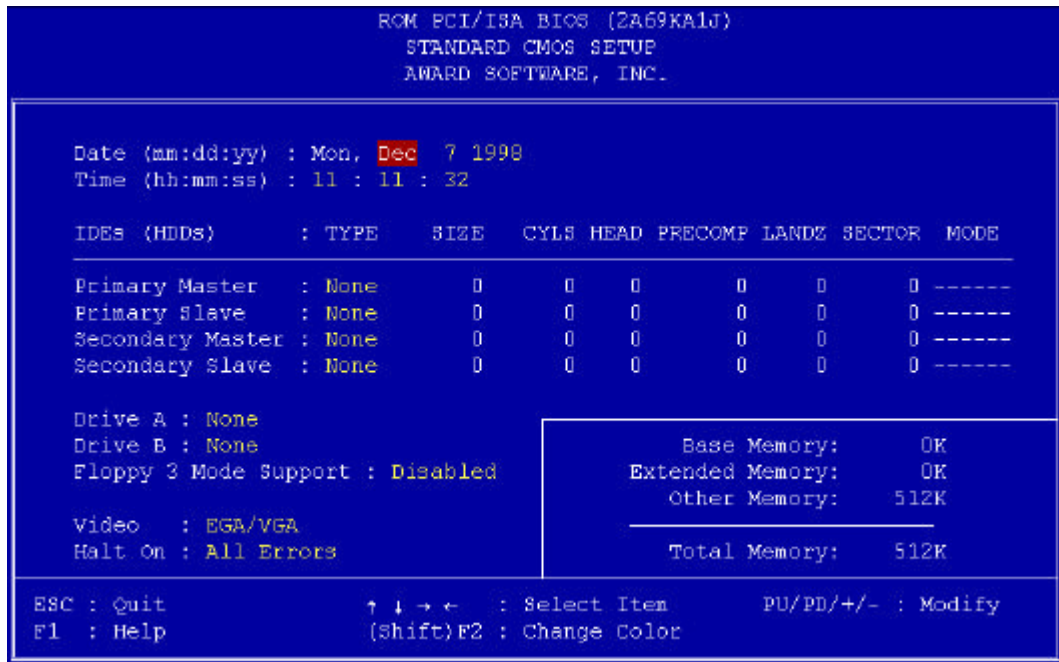 ROM PCI/ISA BIOS (2A69KA1J)
STANDARD CMOS SETUP
AWARD SOFTWARE, INC.
Date (mm:dd:yy) : Mon, Dec 7 1998
Time (hh:mm:ss) : 11 : 11 : 32
IDEs (HDDs) : TYPE SIZE CYLS HEAD PRECOMP LANDZ SECTOR MODE
Primary Master : None 0 0 0 0 0 0 ------
Primary Slave : None 0 0 0 0 0 0 ------
Secondary Master : None 0 0 0 0 0 0 ------
Secondary Slave : None 0 0 0 0 0 0 ------
Drive A : None
Drive B : None
Floppy 3 Mode Support : Disabled
Video : EGA/VGA
Halt On : All Errors
Base Memory: 0K
Extended Memory: 0K
Other Memory: 512K
Total Memory: 512K
ESC : Quit ↑ ↓ → ← : Select Item PU/PD/+/- : Modify
F1 : Help (Shift)F2 : Change Color